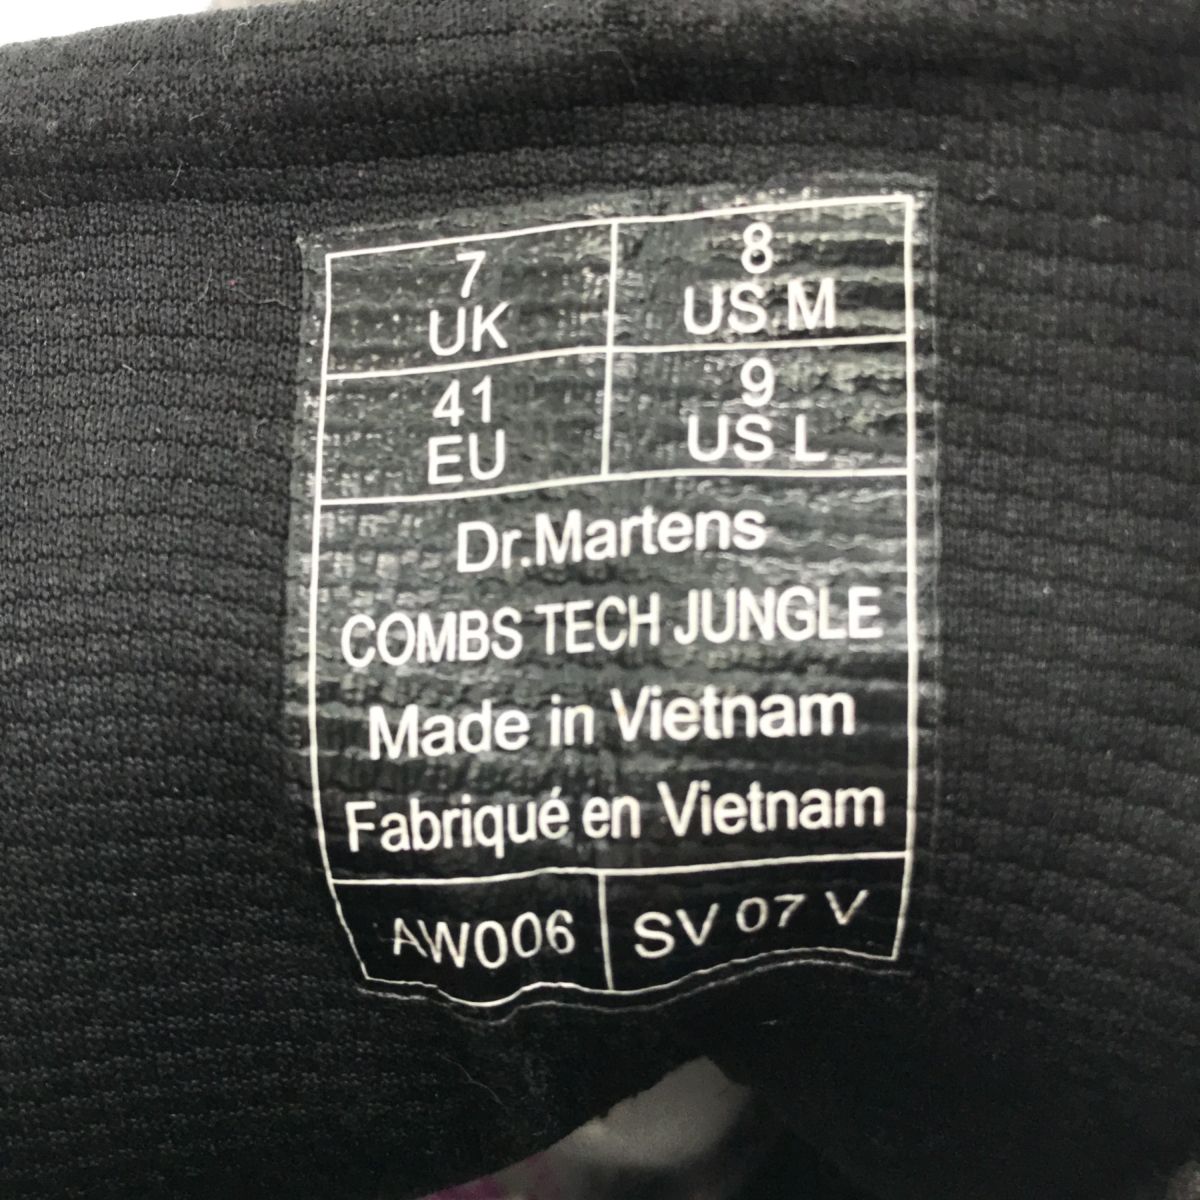 7
UK
8
US M
41
EU
9
US L
Dr.Martens
COMBS TECH JUNGLE
Made in Vietnam
Fabriqué en Vietnam
AW006
SV 07 V